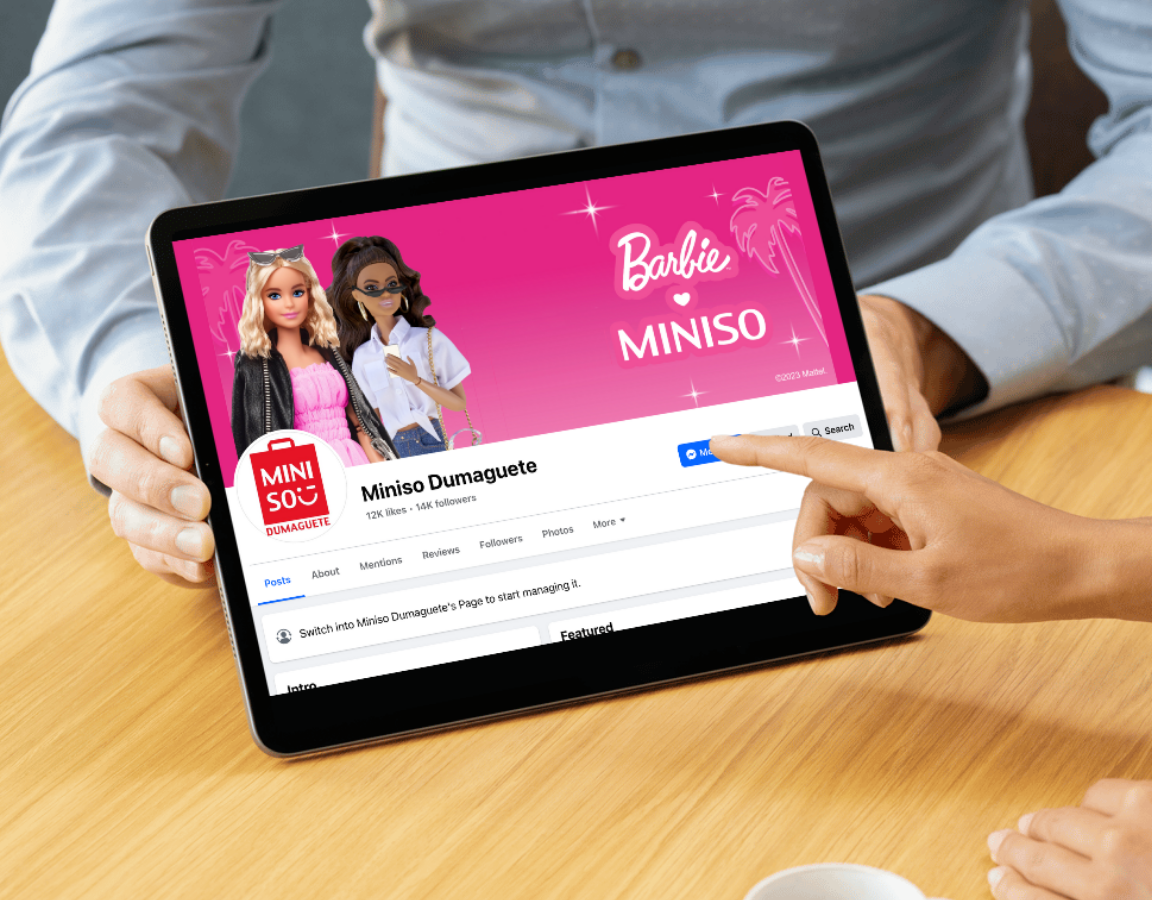 Barbie
MINISO
©2023 Mattel.
MINI
SO
DUMAGUETE
Miniso Dumaguete
12K likes • 14K followers
Search
Posts
About
Mentions
Reviews
Followers
Photos
More
Switch into Miniso Dumaguete's Page to start managing it.
Intro
Featured